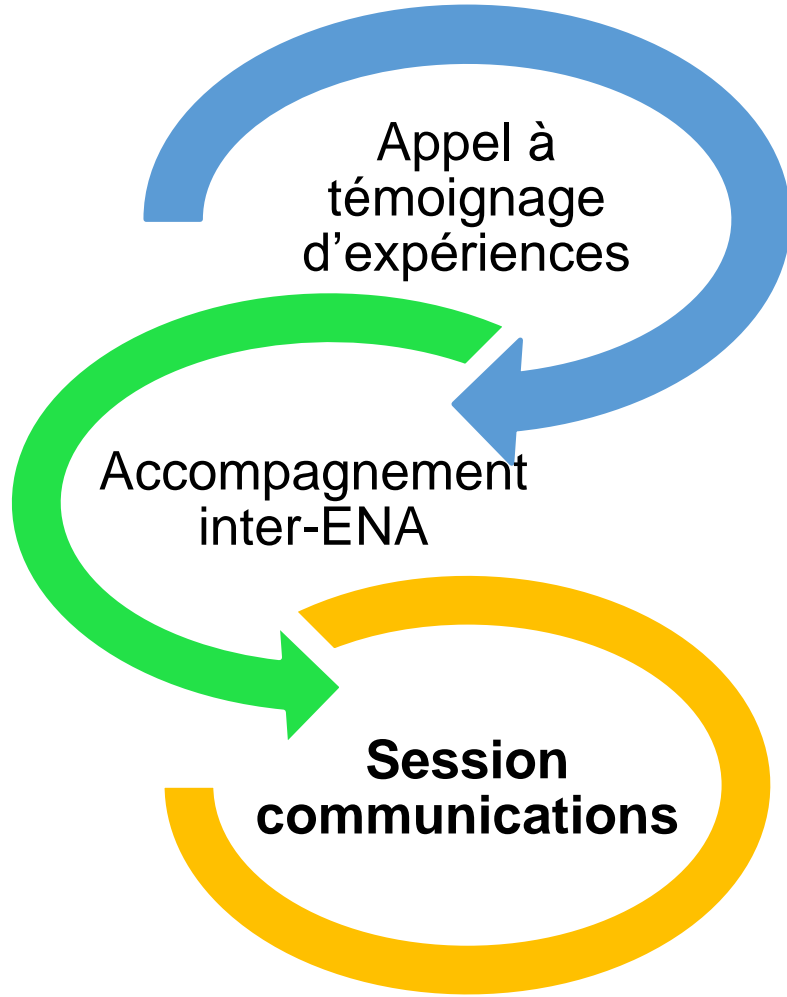 Appel à
témoignage
d’expériences
Accompagnement
inter-ENA
Session
communications